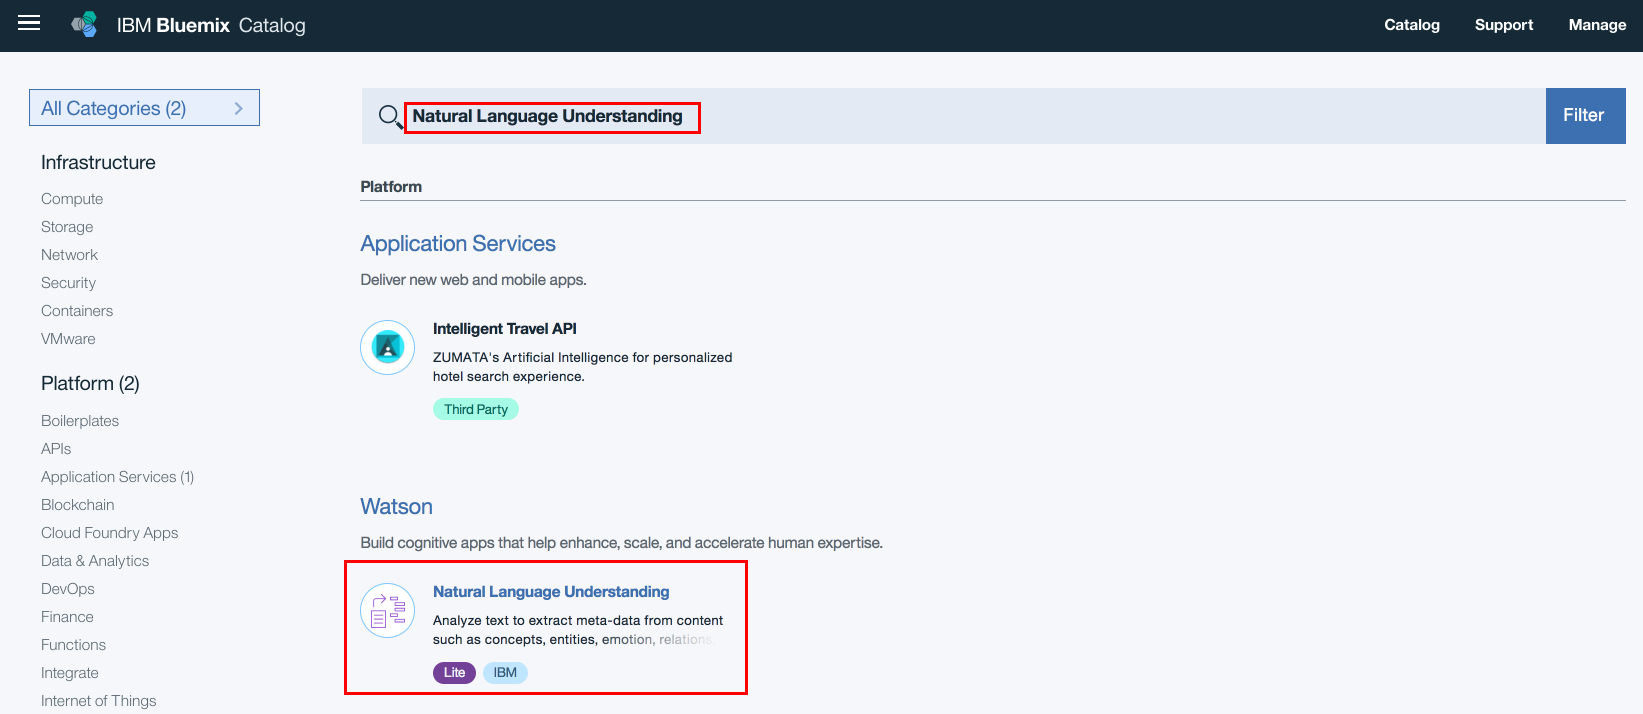 IBM Bluemix Catalog
Catalog Support Manage
All Categories (2)
Infrastructure
Compute
Storage
Network
Security
Containers
VMware
Platform (2)
Boilerplates
APIs
Application Services (1)
Blockchain
Cloud Foundry Apps
Data & Analytics
DevOps
Finance
Functions
Integrate
Internet of Things
Natural Language Understanding
Filter
Platform
Application Services
Deliver new web and mobile apps.
Intelligent Travel API
ZUMATA's Artificial Intelligence for personalized
hotel search experience.
Third Party
Watson
Build cognitive apps that help enhance, scale, and accelerate human expertise.
Natural Language Understanding
Analyze text to extract meta-data from content
such as concepts, entities, emotion, relations,
Lite IBM